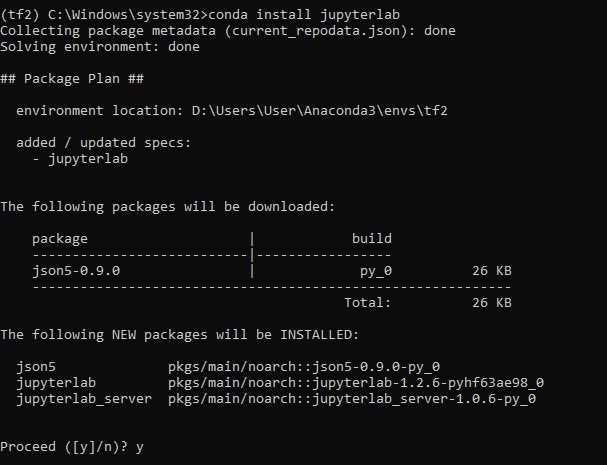 (tf2) C:\Windows\system32>conda install jupyterlab
Collecting package metadata (current_repodata.json): done
Solving environment: done
## Package Plan ##
  environment location: D:\Users\User\Anaconda3\envs\tf2
  added / updated specs:
    - jupyterlab
The following packages will be downloaded:
    package                    |            build
    ---------------------------|-----------------
    json5-0.9.0                |             py_0          26 KB
    ------------------------------------------------------------
                                           Total:          26 KB
The following NEW packages will be INSTALLED:
  json5              pkgs/main/noarch::json5-0.9.0-py_0
  jupyterlab         pkgs/main/noarch::jupyterlab-1.2.6-pyhf63ae98_0
  jupyterlab_server  pkgs/main/noarch::jupyterlab_server-1.0.6-py_0
Proceed ([y]/n)? y